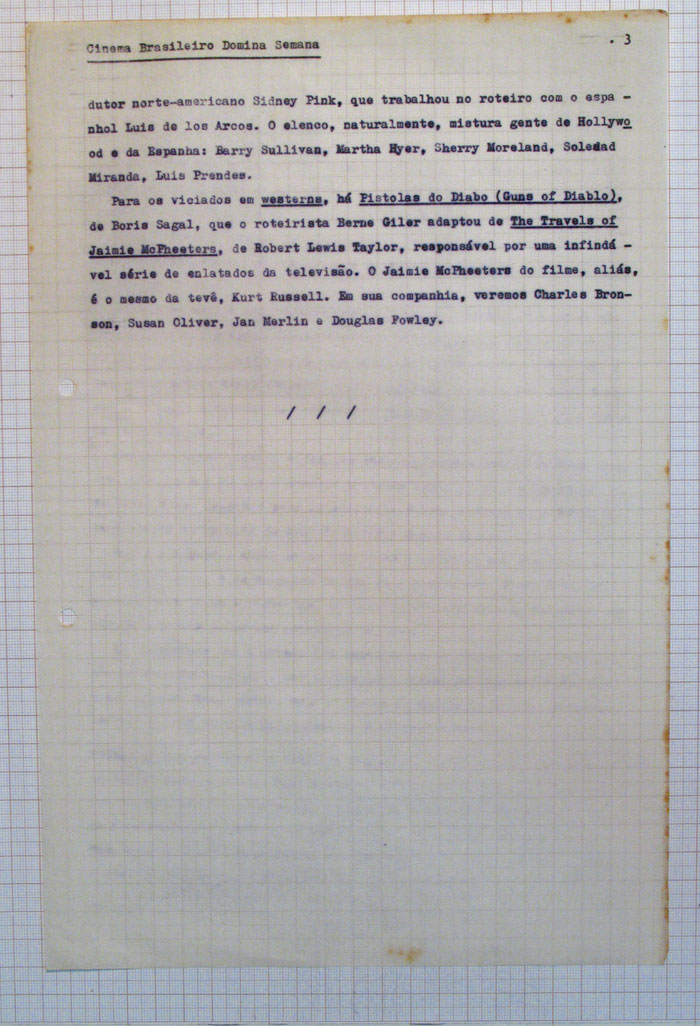 Cinema Brasileiro Domina Semana . 3
dutor norte-americano Sidney Pink, que trabalhou no roteiro com o espa -
nhol Luis de los Arcos. O elenco, naturalmente, mistura gente de Hollywo
od e da Espanha: Barry Sullivan, Martha Hyer, Sherry Moreland, Soledad
Miranda, Luis Prendes.
Para os viciados em westerns, há Pistolas do Diabo (Guns of Diablo),
de Boris Sagal, que o roteirista Berne Giler adaptou de The Travels of
Jaimie McPheeters, de Robert Lewis Taylor, responsável por uma infindá -
vel série de enlatados da televisão. O Jaimie McPheeters do filme, aliás,
é o mesmo da tevê, Kurt Russell. Em sua companhia, veremos Charles Bron-
son, Susan Oliver, Jan Merlin e Douglas Fowley.
/ / /